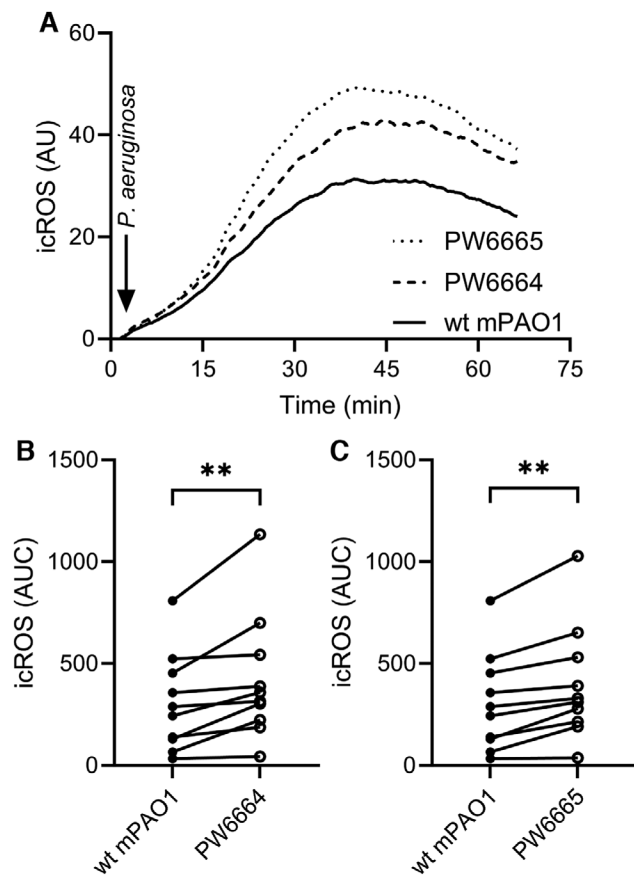 A
60
40
20
0
icROS (AU)
P. aeruginosa
PW6665
PW6664
wt mPAO1
0 15 30 45 60 75
Time (min)
B
1500
1000
500
0
icROS (AUC)
**
wt mPAO1
PW6664
C
1500
1000
500
0
icROS (AUC)
**
wt mPAO1
PW6665